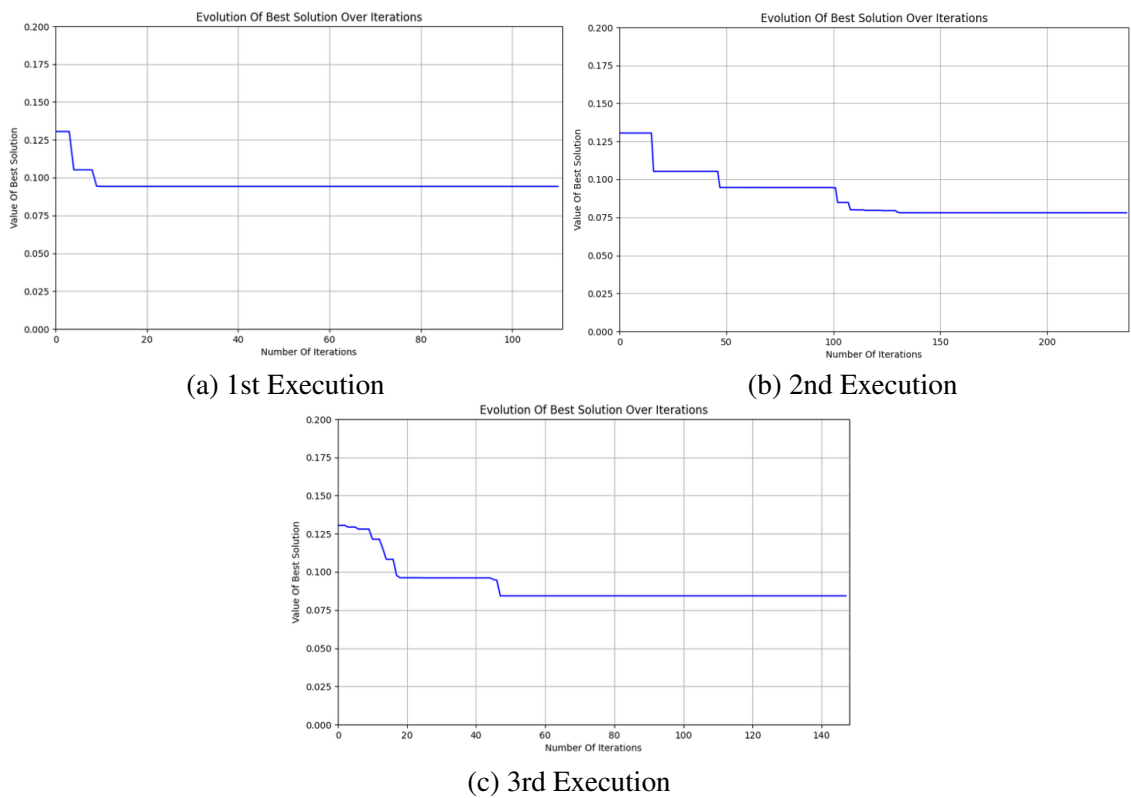 Evolution Of Best Solution Over Iterations
0.200
0.175
0.150
0.125
0.100
0.075
0.050
0.025
0.000
Value Of Best Solution
0 20 40 60 80 100
Number Of Iterations
(a) 1st Execution
Evolution Of Best Solution Over Iterations
0.200
0.175
0.150
0.125
0.100
0.075
0.050
0.025
0.000
Value Of Best Solution
0 50 100 150 200
Number Of Iterations
(b) 2nd Execution
Evolution Of Best Solution Over Iterations
0.200
0.175
0.150
0.125
0.100
0.075
0.050
0.025
0.000
Value Of Best Solution
0 20 40 60 80 100 120 140
Number Of Iterations
(c) 3rd Execution